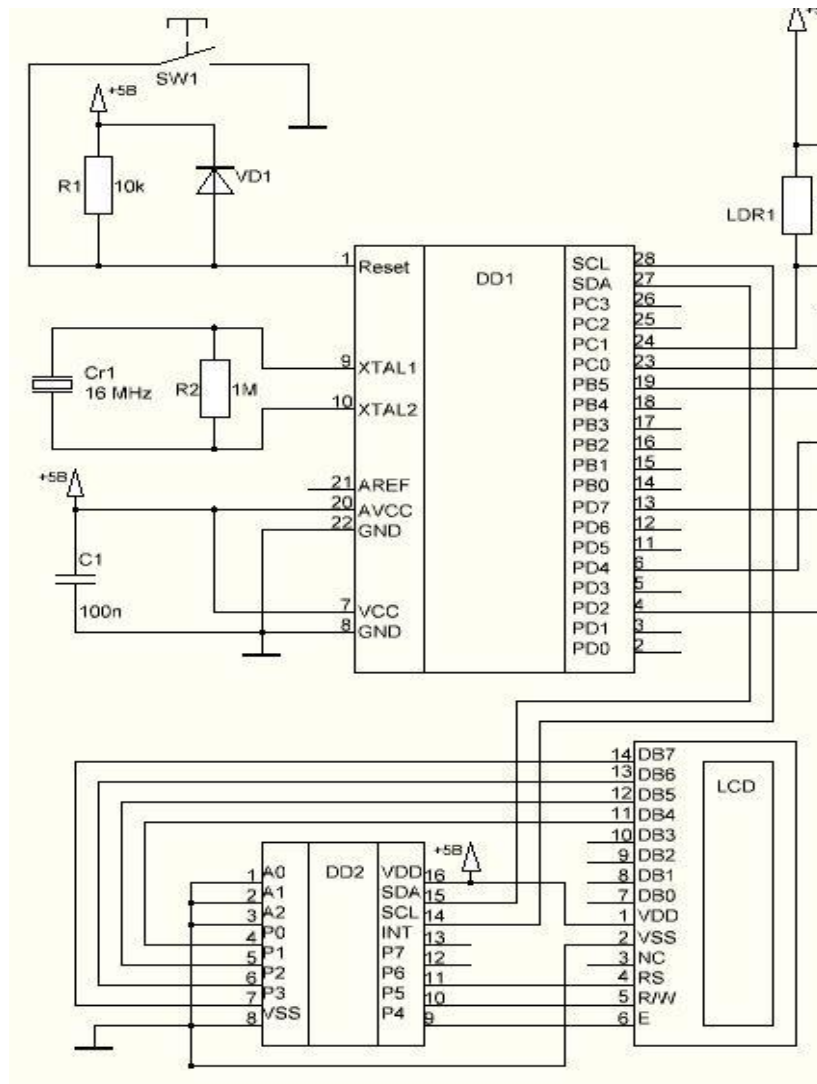 +5
SW1
+5B
R1 10k VD1
LDR1
1 Reset
DD1
SCL 28
SDA 27
PC3 26
PC2 25
PC1 24
PC0 23
PB5 19
PB4 18
PB3 17
PB2 16
PB1 15
PB0 14
PD7 13
PD6 12
PD5 11
PD4 6
PD3 5
PD2 4
PD1 3
PD0 2
Cr1
16 MHz
R2 1M
9 XTAL1
10 XTAL2
21 AREF
20 AVCC
22 GND
+5B
C1
100n
7 VCC
8 GND
14 DB7
13 DB6
12 DB5
11 DB4
10 DB3
9 DB2
8 DB1
7 DB0
1 VDD
2 VSS
3 NC
4 RS
5 R/W
6 E
LCD
+5B
DD2
1 A0
2 A1
3 A2
4 P0
5 P1
6 P2
7 P3
8 VSS
VDD 16
SDA 15
SCL 14
INT 13
P7 12
P6 11
P5 10
P4 9